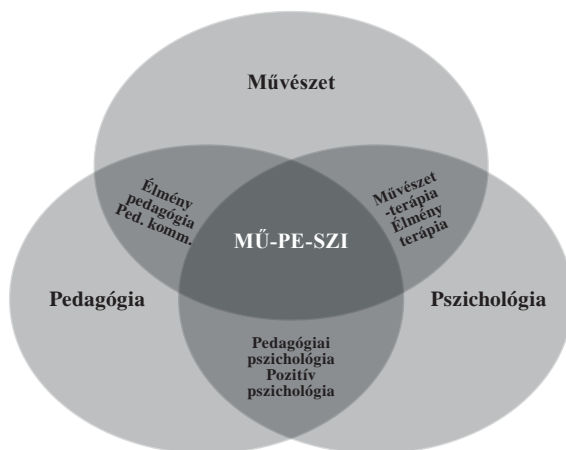 Művészet
Élmény
pedagógia
Ped. komm.
Művészet
-terápia
Élmény
terápia
MŰ-PE-SZI
Pedagógia
Pszichológia
Pedagógiai
pszichológia
Pozitív
pszichológia